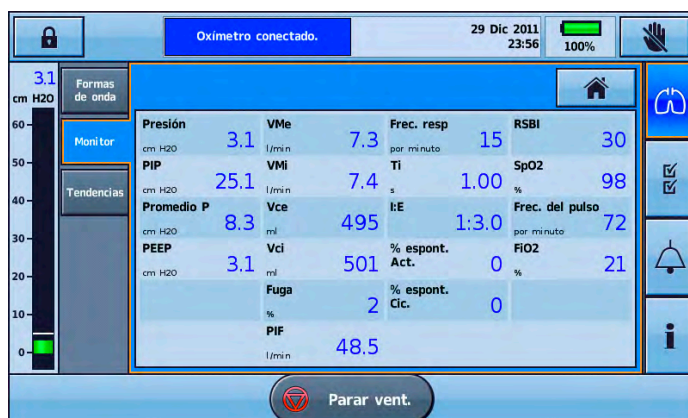 Oxímetro conectado.
29 Dic 2011
23:56
100%
3.1
cm H2O
60
50
40
30
20
10
0
Formas
de onda
Monitor
Tendencias
Presión
cm H2O
3.1
VMe
l/min
7.3
Frec. resp
por minuto
15
RSBI
30
PIP
cm H2O
25.1
VMi
l/min
7.4
Ti
s
1.00
SpO2
%
98
Promedio P
cm H2O
8.3
Vce
ml
495
I:E
1:3.0
Frec. del pulso
por minuto
72
PEEP
cm H2O
3.1
Vci
ml
501
% espont.
Act.
0
FiO2
%
21
Fuga
%
2
% espont.
Cic.
0
PIF
l/min
48.5
i
Parar vent.